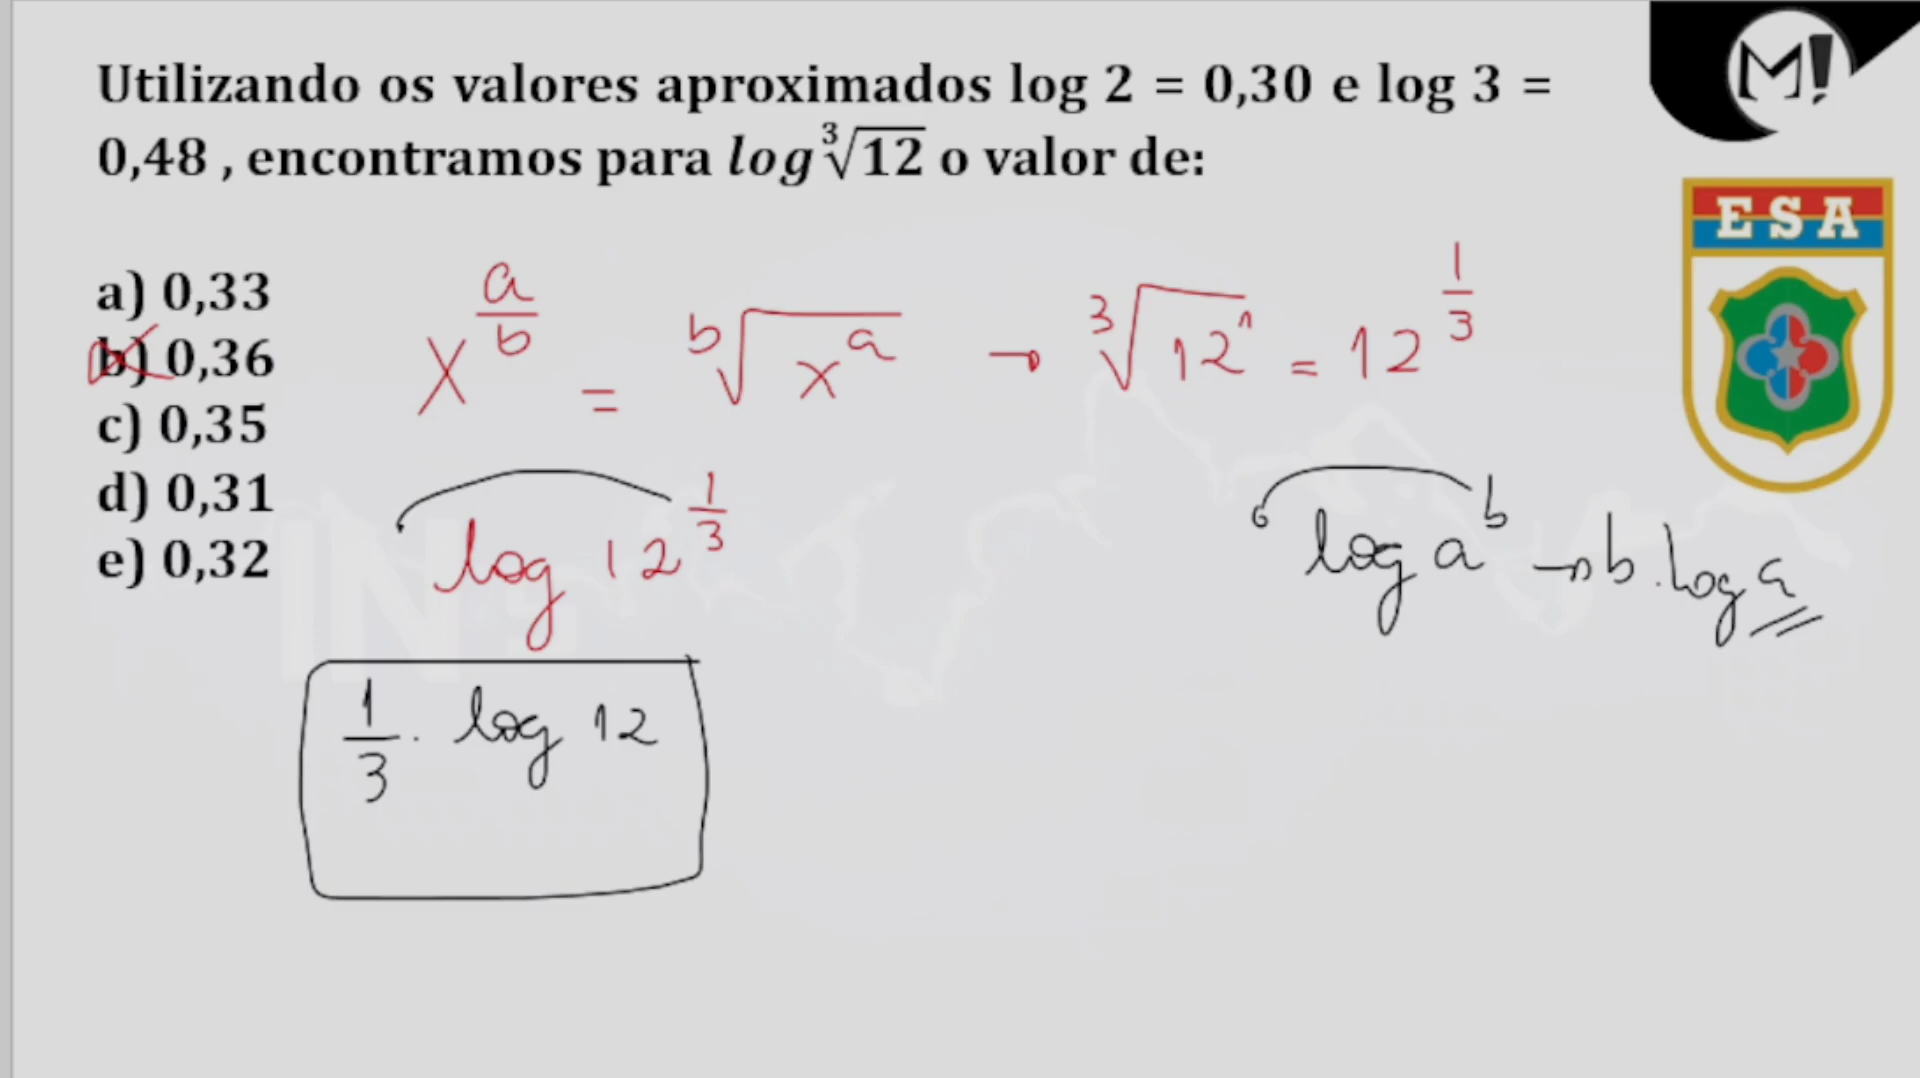 Utilizando os valores aproximados log 2 = 0,30 e log 3 =
0,48 , encontramos para log ∛12 o valor de:
M!
ESA
a) 0,33
b) 0,36
c) 0,35
d) 0,31
e) 0,32
x^(a/b) = ᵇ√(xᵃ) → ³√(12¹) = 12^(1/3)
log 12^(1/3)
log aᵇ → b . log a
1/3 . log 12